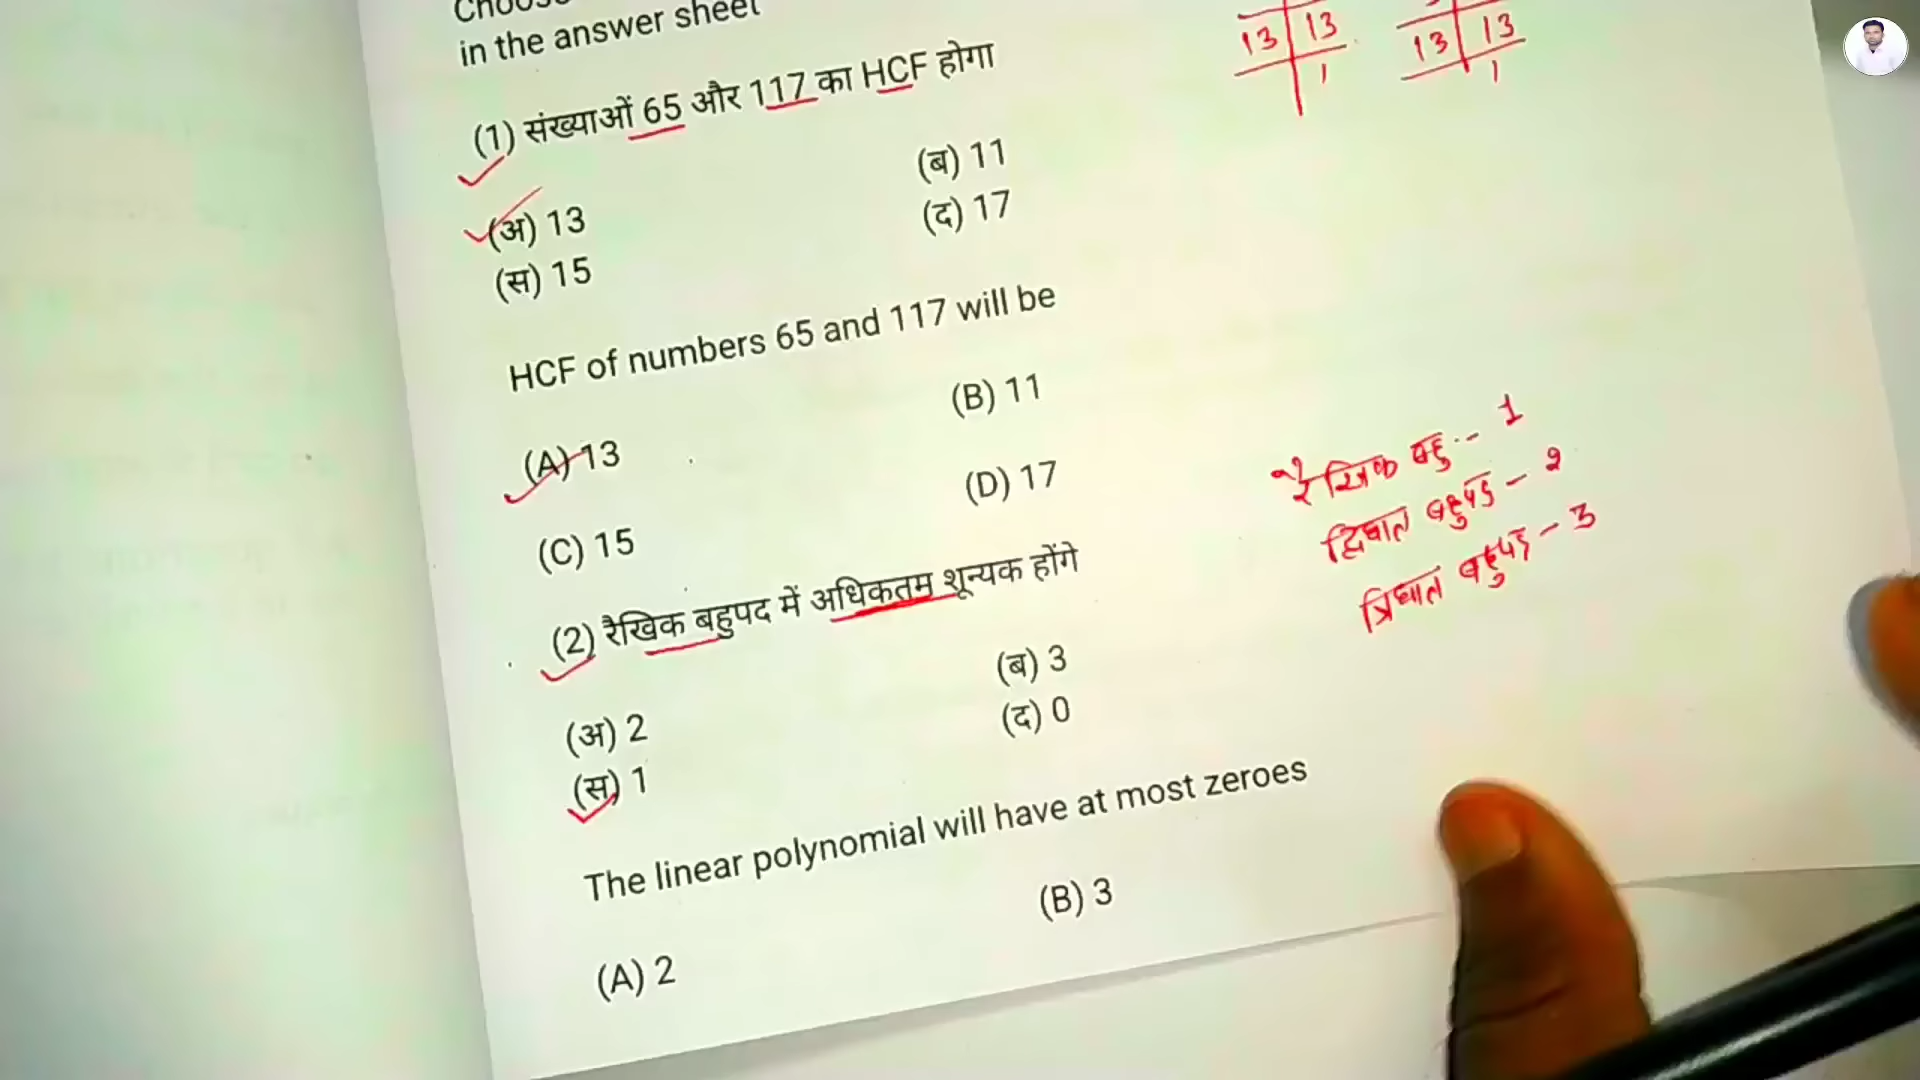 in the answer sheet
13 | 13
1
13 | 13
1
(1) संख्याओं 65 और 117 का HCF होगा
(अ) 13 (ब) 11
(स) 15 (द) 17
HCF of numbers 65 and 117 will be
(A) 13 (B) 11
(C) 15 (D) 17
रैखिक बहु - 1
द्विघात बहुपद - 2
त्रिघात बहुपद - 3
(2) रैखिक बहुपद में अधिकतम शून्यक होंगे
(अ) 2 (ब) 3
(स) 1 (द) 0
The linear polynomial will have at most zeroes
(A) 2 (B) 3